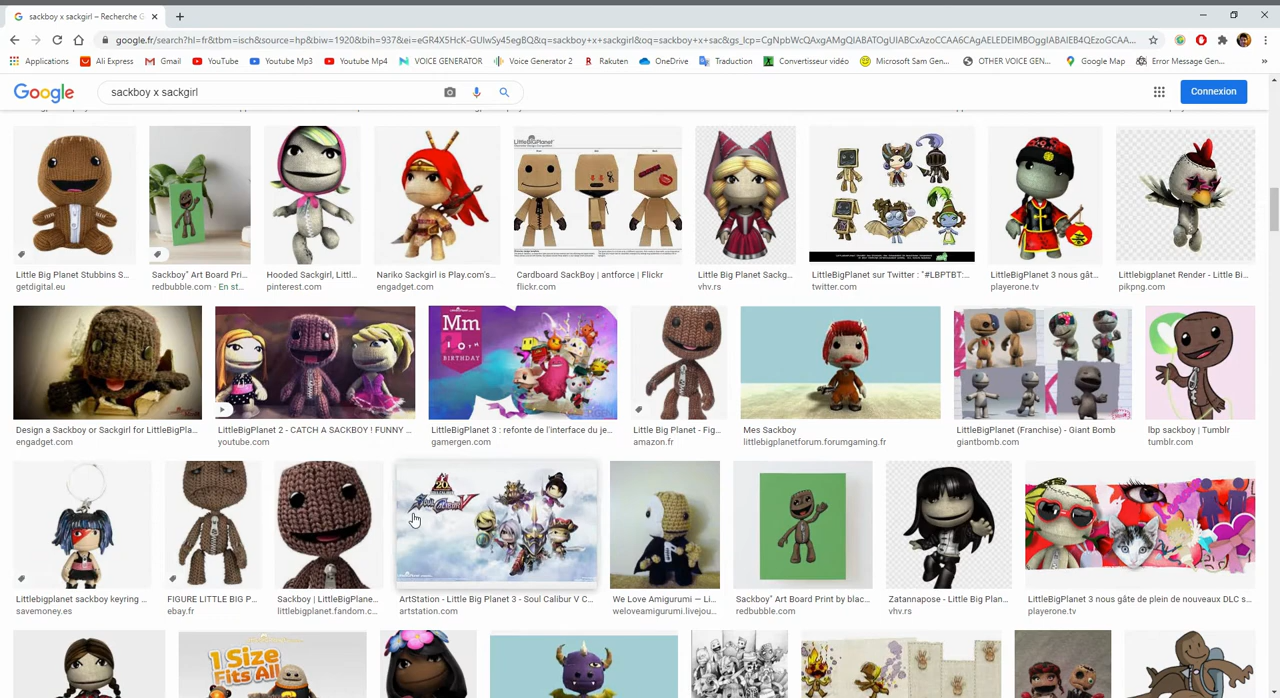 sackboy x sackgirl – Recherche G
google.fr/search?hl=fr&tbm=isch&source=hp&biw=1920&bih=937&ei=eGR4X5HcK-GUlwSy45egBQ&q=sackboy+x+sackgirl&oq=sackboy+x+sac&gs_lcp=CgNpbWcQAxgAMgQIABATOgUIABCxAzoCCAA6CAgAELEDEIMBOggIABAIEB4QEzoGCAA...
Applications Ali Express Gmail YouTube Youtube Mp3 Youtube Mp4 VOICE GENERATOR Voice Generator 2 Rakuten OneDrive Traduction Convertisseur vidéo Microsoft Sam Gen... OTHER VOICE GEN... Google Map Error Message Gen... »
Google sackboy x sackgirl Connexion
LittleBigPlanet
Little Big Planet Stubbins S... Sackboy" Art Board Pri... Hooded Sackgirl, Littl... Nariko Sackgirl is Play.com's... Cardboard SackBoy | antforce | Flickr Little Big Planet Sackg... LittleBigPlanet sur Twitter : "#LBPTBT:... LittleBigPlanet 3 nous gât... Littlebigplanet Render - Little Bi...
getdigital.eu redbubble.com · En st... pinterest.com engadget.com flickr.com vhv.rs twitter.com playerone.tv pikpng.com
Mm
10TH
BIRTHDAY
Design a Sackboy or Sackgirl for LittleBigPla... LittleBigPlanet 2 - CATCH A SACKBOY ! FUNNY ... LittleBigPlanet 3 : refonte de l'interface du je... Little Big Planet - Fig... Mes Sackboy LittleBigPlanet (Franchise) - Giant Bomb lbp sackboy | Tumblr
engadget.com youtube.com gamergen.com amazon.fr littlebigplanetforum.forumgaming.fr giantbomb.com tumblr.com
20
SoulCalibur V
Littlebigplanet sackboy keyring ... FIGURE LiTTLE BIG P... Sackboy | LittleBigPlane... ArtStation - Little Big Planet 3 - Soul Calibur V C... We Love Amigurumi — Li... Sackboy" Art Board Print by blac... Zatannapose - Little Big Plan... LittleBigPlanet 3 nous gâte de plein de nouveaux DLC s...
savemoney.es ebay.fr littlebigplanet.fandom.c... artstation.com weloveamigurumi.livejou... redbubble.com vhv.rs playerone.tv
1 Size
Fits All